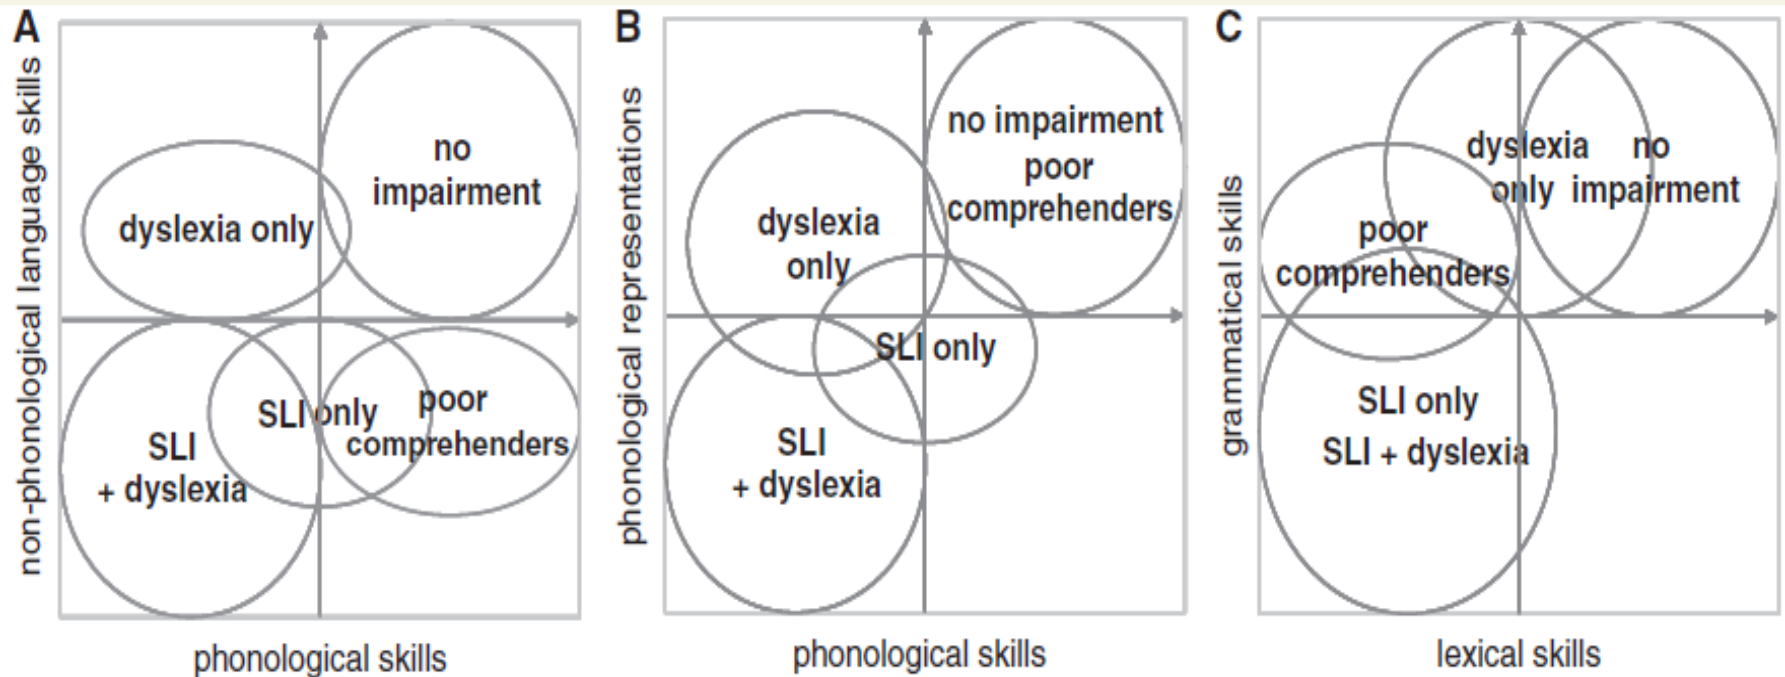 A
non-phonological language skills
no
impairment
dyslexia only
SLI only
poor
comprehenders
SLI
+ dyslexia
phonological skills
B
phonological representations
no impairment
poor
comprehenders
dyslexia
only
SLI only
SLI
+ dyslexia
phonological skills
C
grammatical skills
dyslexia
only
no
impairment
poor
comprehenders
SLI only
SLI + dyslexia
lexical skills